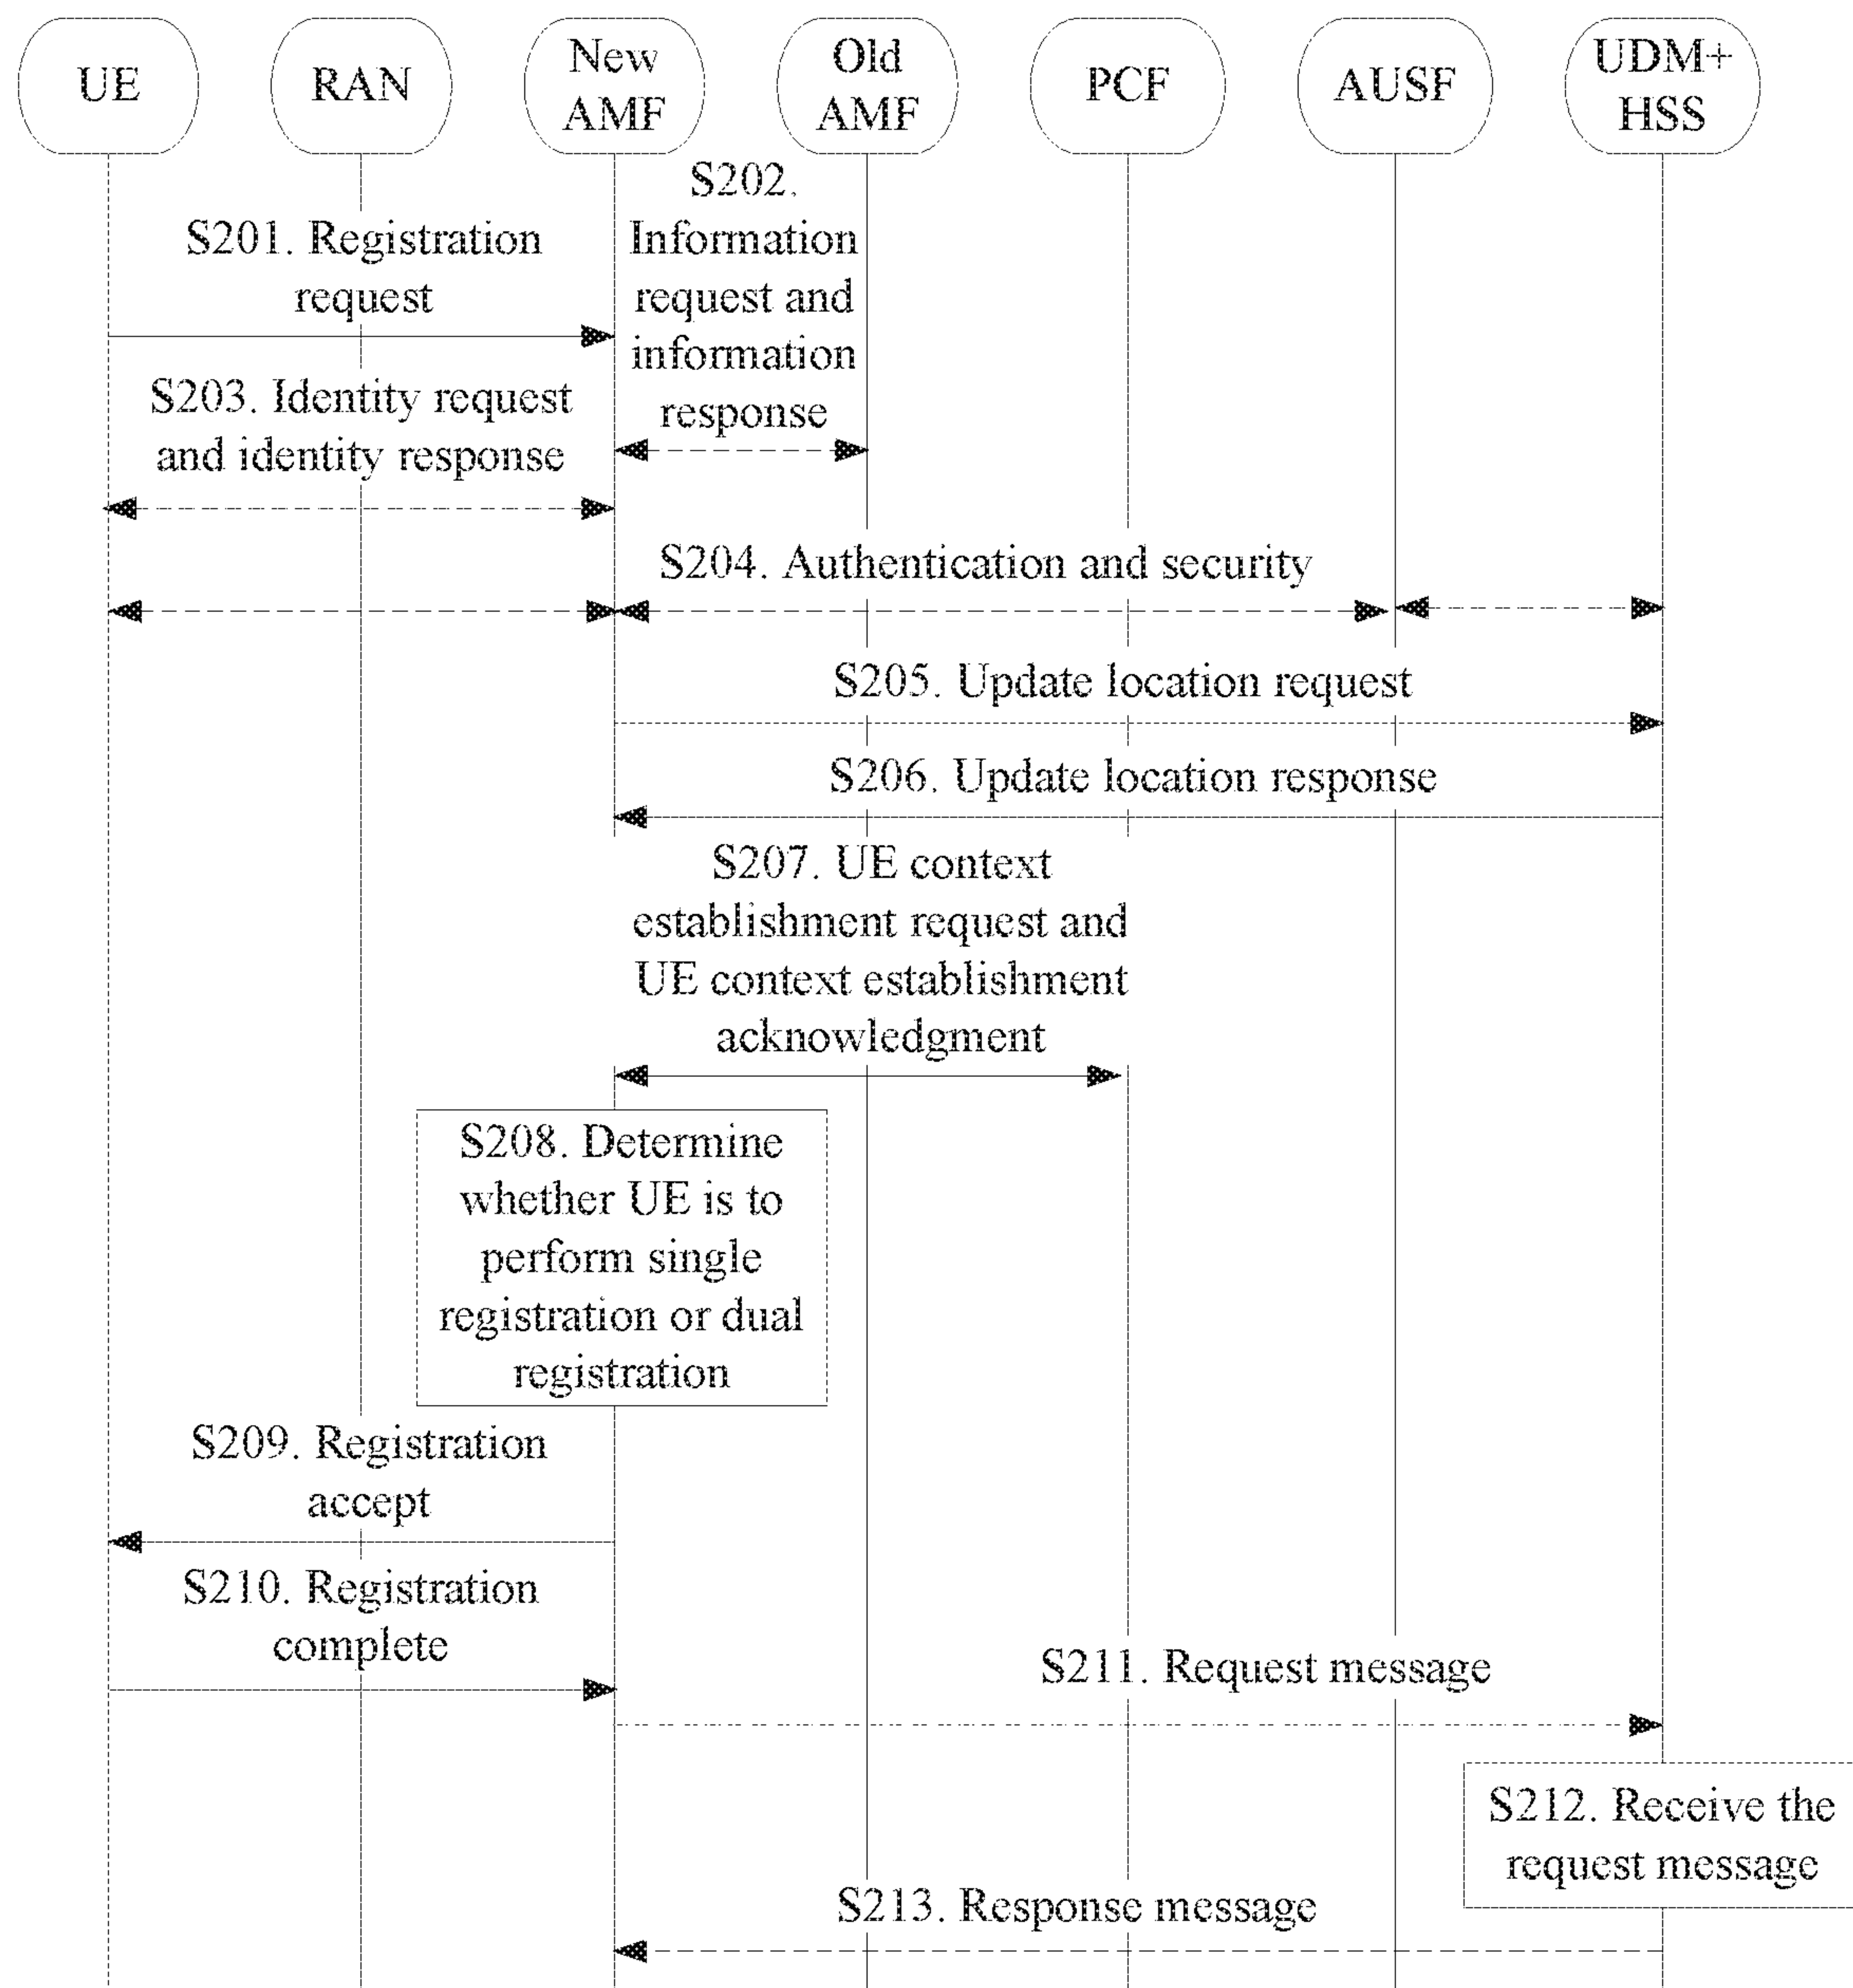 UE
RAN
New
AMF
Old
AMF
PCF
AUSF
UDM+
HSS
S201. Registration
request
S202.
Information
request and
information
response
S203. Identity request
and identity response
S204. Authentication and security
S205. Update location request
S206. Update location response
S207. UE context
establishment request and
UE context establishment
acknowledgment
S208. Determine
whether UE is to
perform single
registration or dual
registration
S209. Registration
accept
S210. Registration
complete
S211. Request message
S212. Receive the
request message
S213. Response message